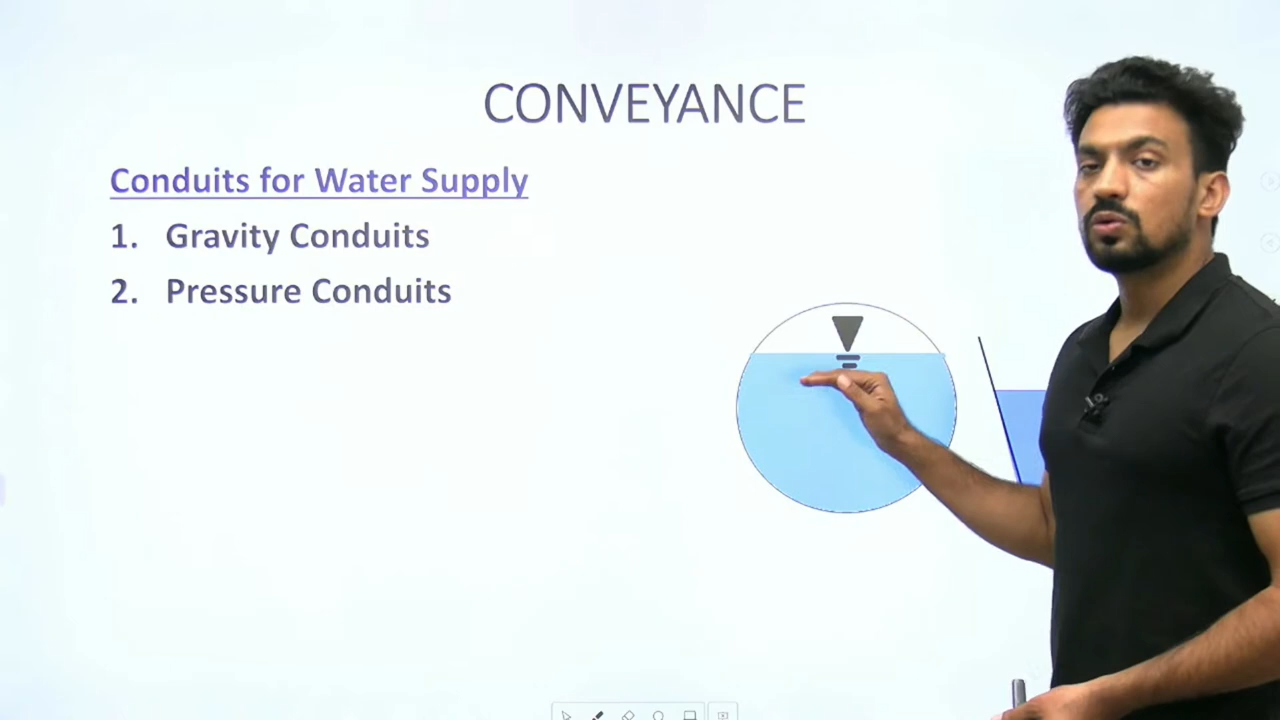 CONVEYANCE
Conduits for Water Supply
1. Gravity Conduits
2. Pressure Conduits